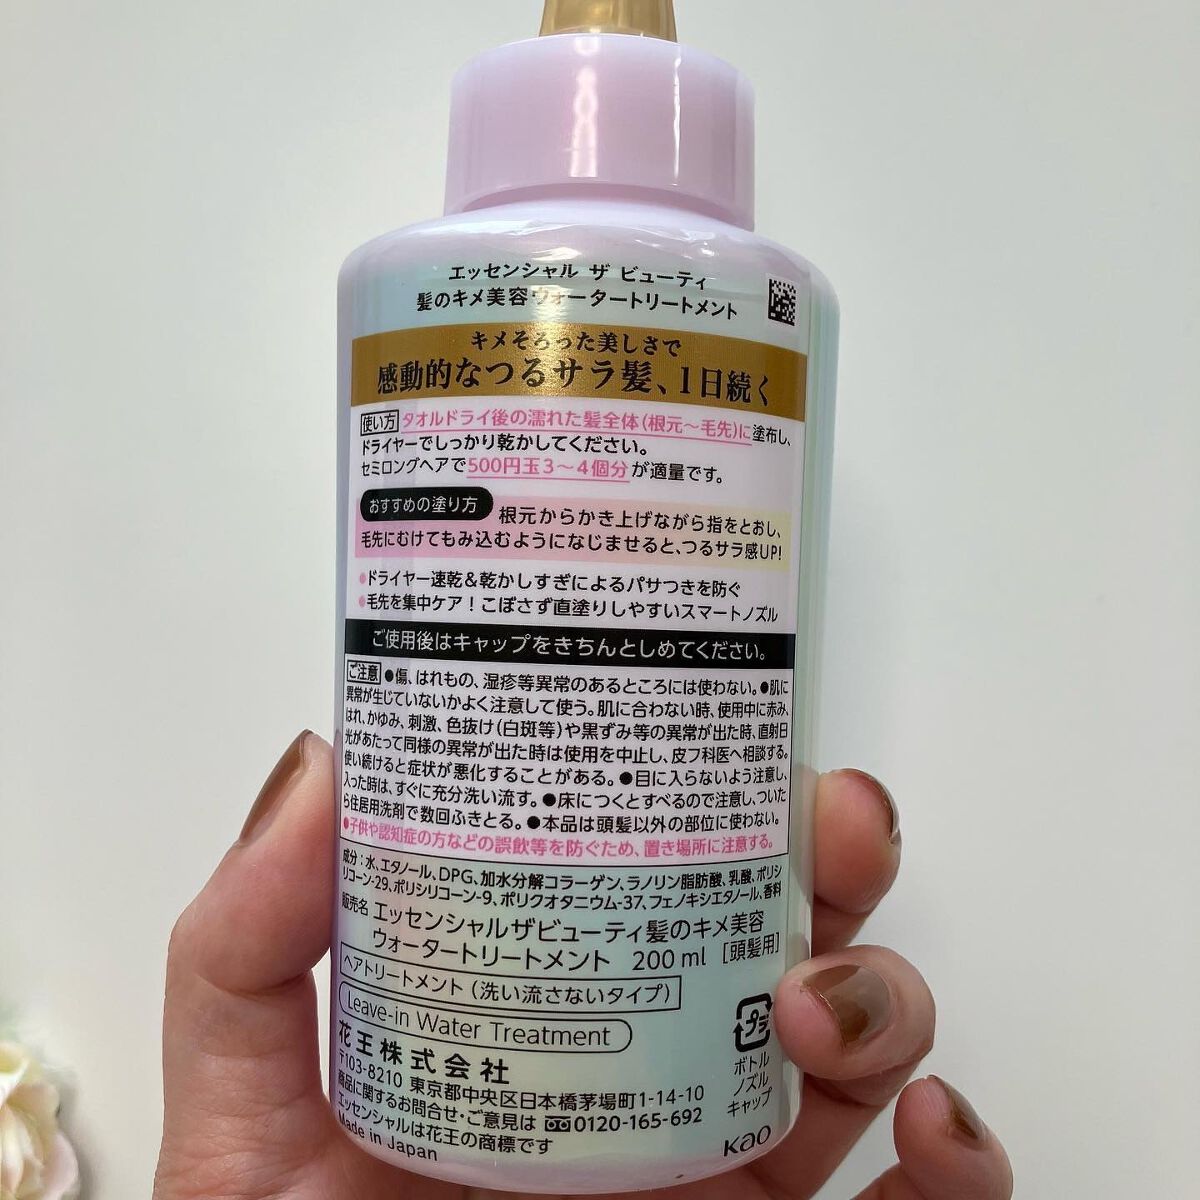 エッセンシャル ザ ビューティ
髪のキメ美容ウォータートリートメント
キメそろった美しさで
感動的なつるサラ髪、1日続く
使い方 タオルドライ後の濡れた髪全体(根元～毛先)に塗布し、
ドライヤーでしっかり乾かしてください。
セミロングヘアで500円玉3～4個分が適量です。
おすすめの塗り方 根元からかき上げながら指をとおし、
毛先にむけてもみ込むようになじませると、つるサラ感UP!
●ドライヤー速乾&乾かしすぎによるパサつきを防ぐ
●毛先を集中ケア!こぼさず直塗りしやすいスマートノズル
ご使用後はキャップをきちんとしめてください。
ご注意 ●傷、はれもの、湿疹等異常のあるところには使わない。●肌に
異常が生じていないかよく注意して使う。肌に合わない時、使用中に赤み、
はれ、かゆみ、刺激、色抜け(白斑等)や黒ずみ等の異常が出た時、直射日
光があたって同様の異常が出た時は使用を中止し、皮フ科医へ相談する。
使い続けると症状が悪化することがある。●目に入らないよう注意し、
入った時は、すぐに充分洗い流す。●床につくとすべるので注意し、ついた
ら住居用洗剤で数回ふきとる。●本品は頭髪以外の部位に使わない。
●子供や認知症の方などの誤飲等を防ぐため、置き場所に注意する。
成分:水、エタノール、DPG、加水分解コラーゲン、ラノリン脂肪酸、乳酸、ポリシ
リコーン-29、ポリシリコーン-9、ポリクオタニウム-37、フェノキシエタノール、香料
販売名 エッセンシャルザビューティ髪のキメ美容
ウォータートリートメント 200ml [頭髪用]
ヘアトリートメント(洗い流さないタイプ)
Leave-in Water Treatment
花王株式会社
〒103-8210 東京都中央区日本橋茅場町1-14-10
商品に関するお問合せ・ご意見は 0120-165-692
エッセンシャルは花王の商標です
Made in Japan
プラ
ボトル
ノズル
キャップ
Kao